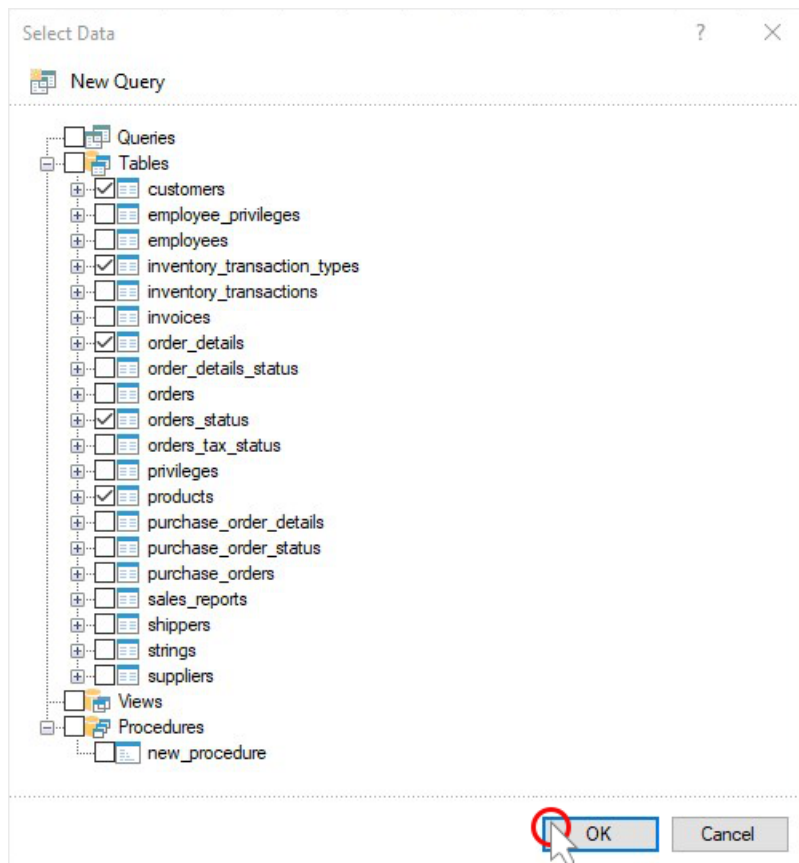 Select Data ?
New Query
Queries
Tables
customers
employee_privileges
employees
inventory_transaction_types
inventory_transactions
invoices
order_details
order_details_status
orders
orders_status
orders_tax_status
privileges
products
purchase_order_details
purchase_order_status
purchase_orders
sales_reports
shippers
strings
suppliers
Views
Procedures
new_procedure
OK Cancel